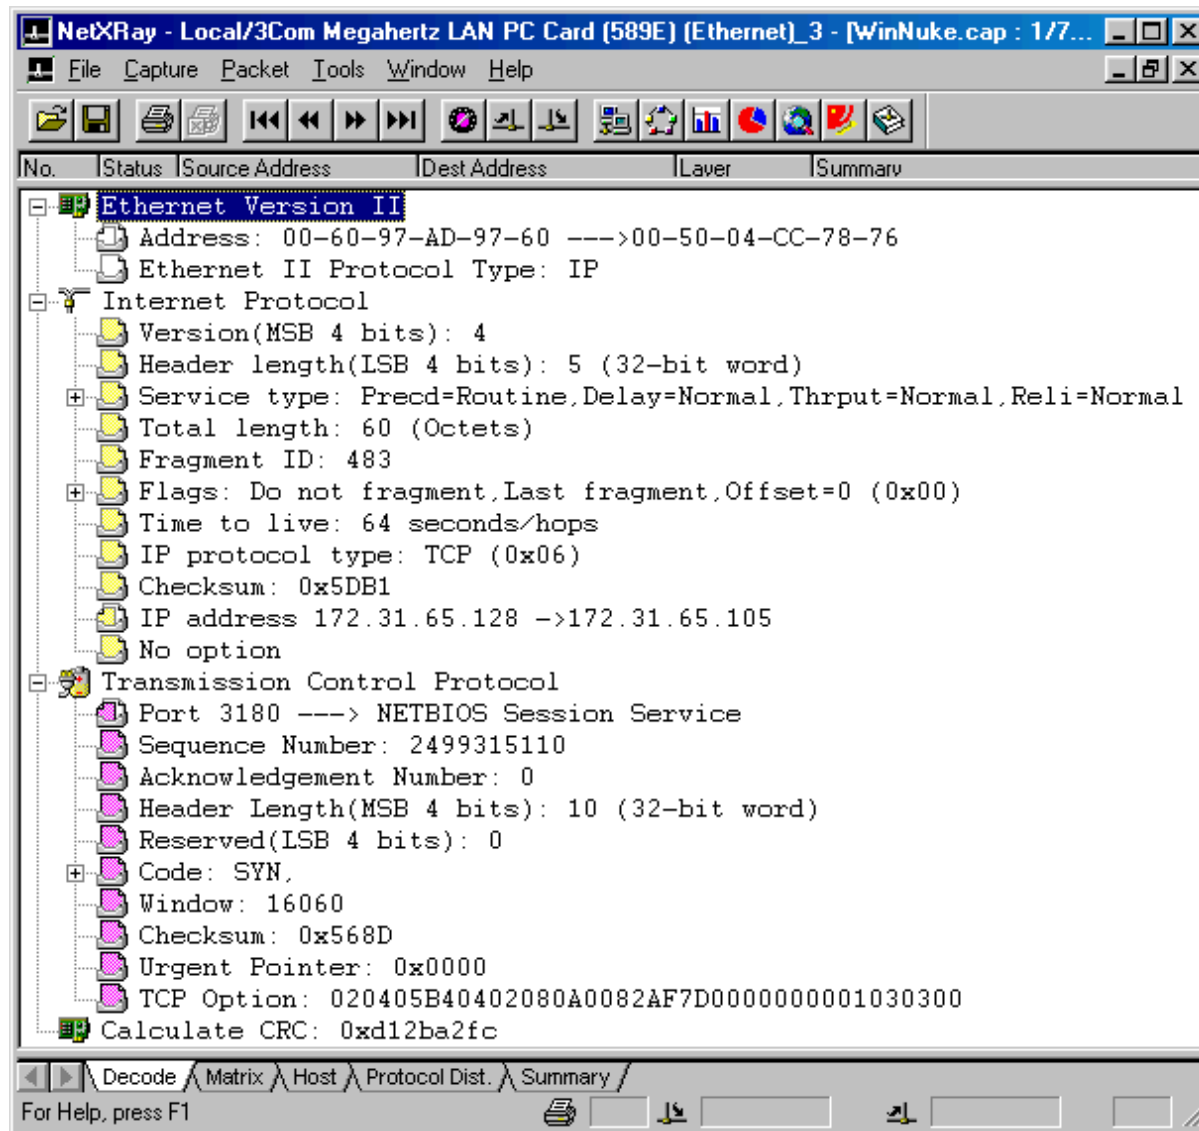 NetXRay - Local/3Com Megahertz LAN PC Card (589E) (Ethernet)_3 - [WinNuke.cap : 1/7...
File Capture Packet Tools Window Help
No. Status Source Address Dest Address Layer Summary
Ethernet Version II
Address: 00-60-97-AD-97-60 --->00-50-04-CC-78-76
Ethernet II Protocol Type: IP
Internet Protocol
Version(MSB 4 bits): 4
Header length(LSB 4 bits): 5 (32-bit word)
Service type: Precd=Routine,Delay=Normal,Thrput=Normal,Reli=Normal
Total length: 60 (Octets)
Fragment ID: 483
Flags: Do not fragment,Last fragment,Offset=0 (0x00)
Time to live: 64 seconds/hops
IP protocol type: TCP (0x06)
Checksum: 0x5DB1
IP address 172.31.65.128 ->172.31.65.105
No option
Transmission Control Protocol
Port 3180 ---> NETBIOS Session Service
Sequence Number: 2499315110
Acknowledgement Number: 0
Header Length(MSB 4 bits): 10 (32-bit word)
Reserved(LSB 4 bits): 0
Code: SYN,
Window: 16060
Checksum: 0x568D
Urgent Pointer: 0x0000
TCP Option: 020405B40402080A0082AF7D0000000001030300
Calculate CRC: 0xd12ba2fc
Decode Matrix Host Protocol Dist. Summary
For Help, press F1